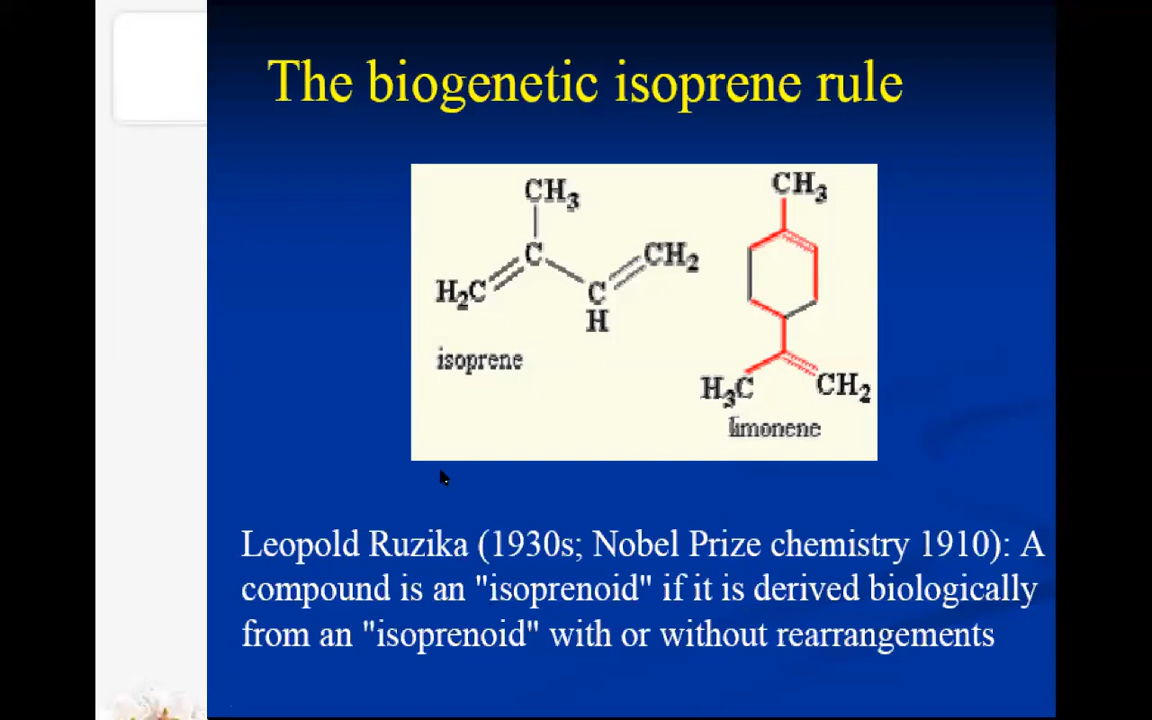 The biogenetic isoprene rule
CH3
H2C
C
C
H
CH2
isoprene
CH3
H3C
CH2
limonene
Leopold Ruzika (1930s; Nobel Prize chemistry 1910): A
compound is an "isoprenoid" if it is derived biologically
from an "isoprenoid" with or without rearrangements